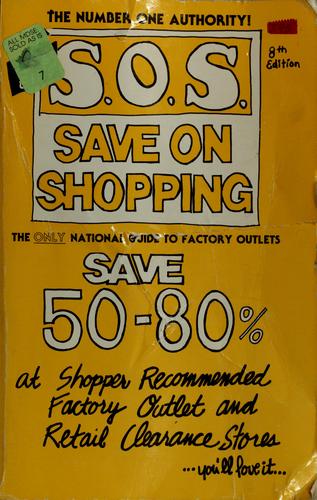 THE NUMBER ONE AUTHORITY!
ALL MDSE
SOLD AS IS
7
8th
Edition
S.O.S.
SAVE ON
SHOPPING
THE ONLY NATIONAL GUIDE TO FACTORY OUTLETS
SAVE
50-80%
at Shopper Recommended
Factory Outlet and
Retail Clearance Stores
...you'll love it...